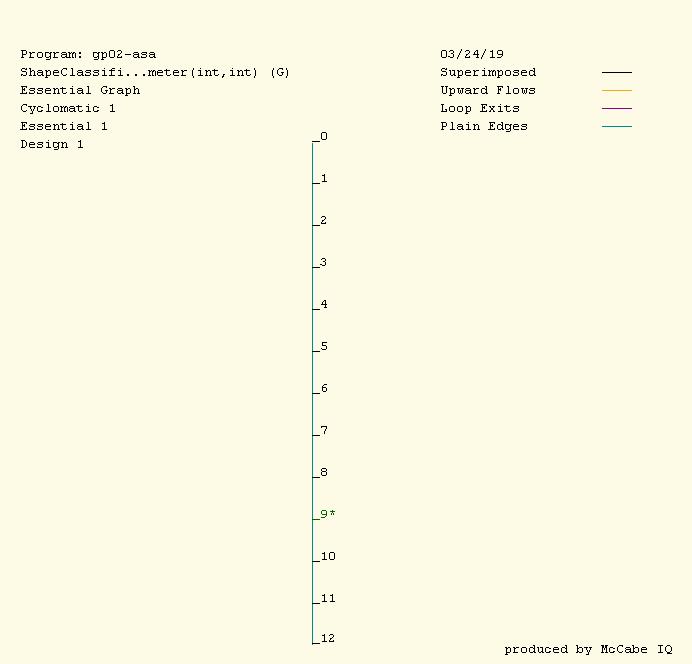 Program: gp02-asa
ShapeClassifi...meter(int,int) (G)
Essential Graph
Cyclomatic 1
Essential 1
Design 1
03/24/19
Superimposed
Upward Flows
Loop Exits
Plain Edges
0
1
2
3
4
5
6
7
8
9*
10
11
12
produced by McCabe IQ